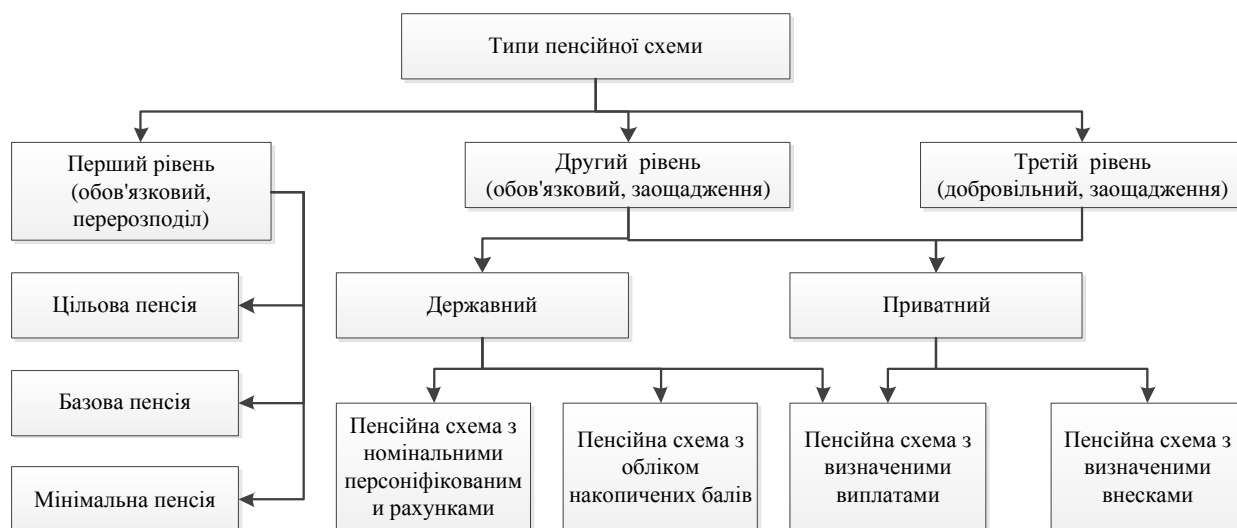 Типи пенсійної схеми
Перший рівень
(обов'язковий,
перерозподіл)
Другий рівень
(обов'язковий, заощадження)
Третій рівень
(добровільний, заощадження)
Цільова пенсія
Державний
Приватний
Базова пенсія
Мінімальна пенсія
Пенсійна схема з
номінальними
персоніфікованим
и рахунками
Пенсійна схема з
обліком
накопичених балів
Пенсійна схема з
визначеними
виплатами
Пенсійна схема з
визначеними
внесками